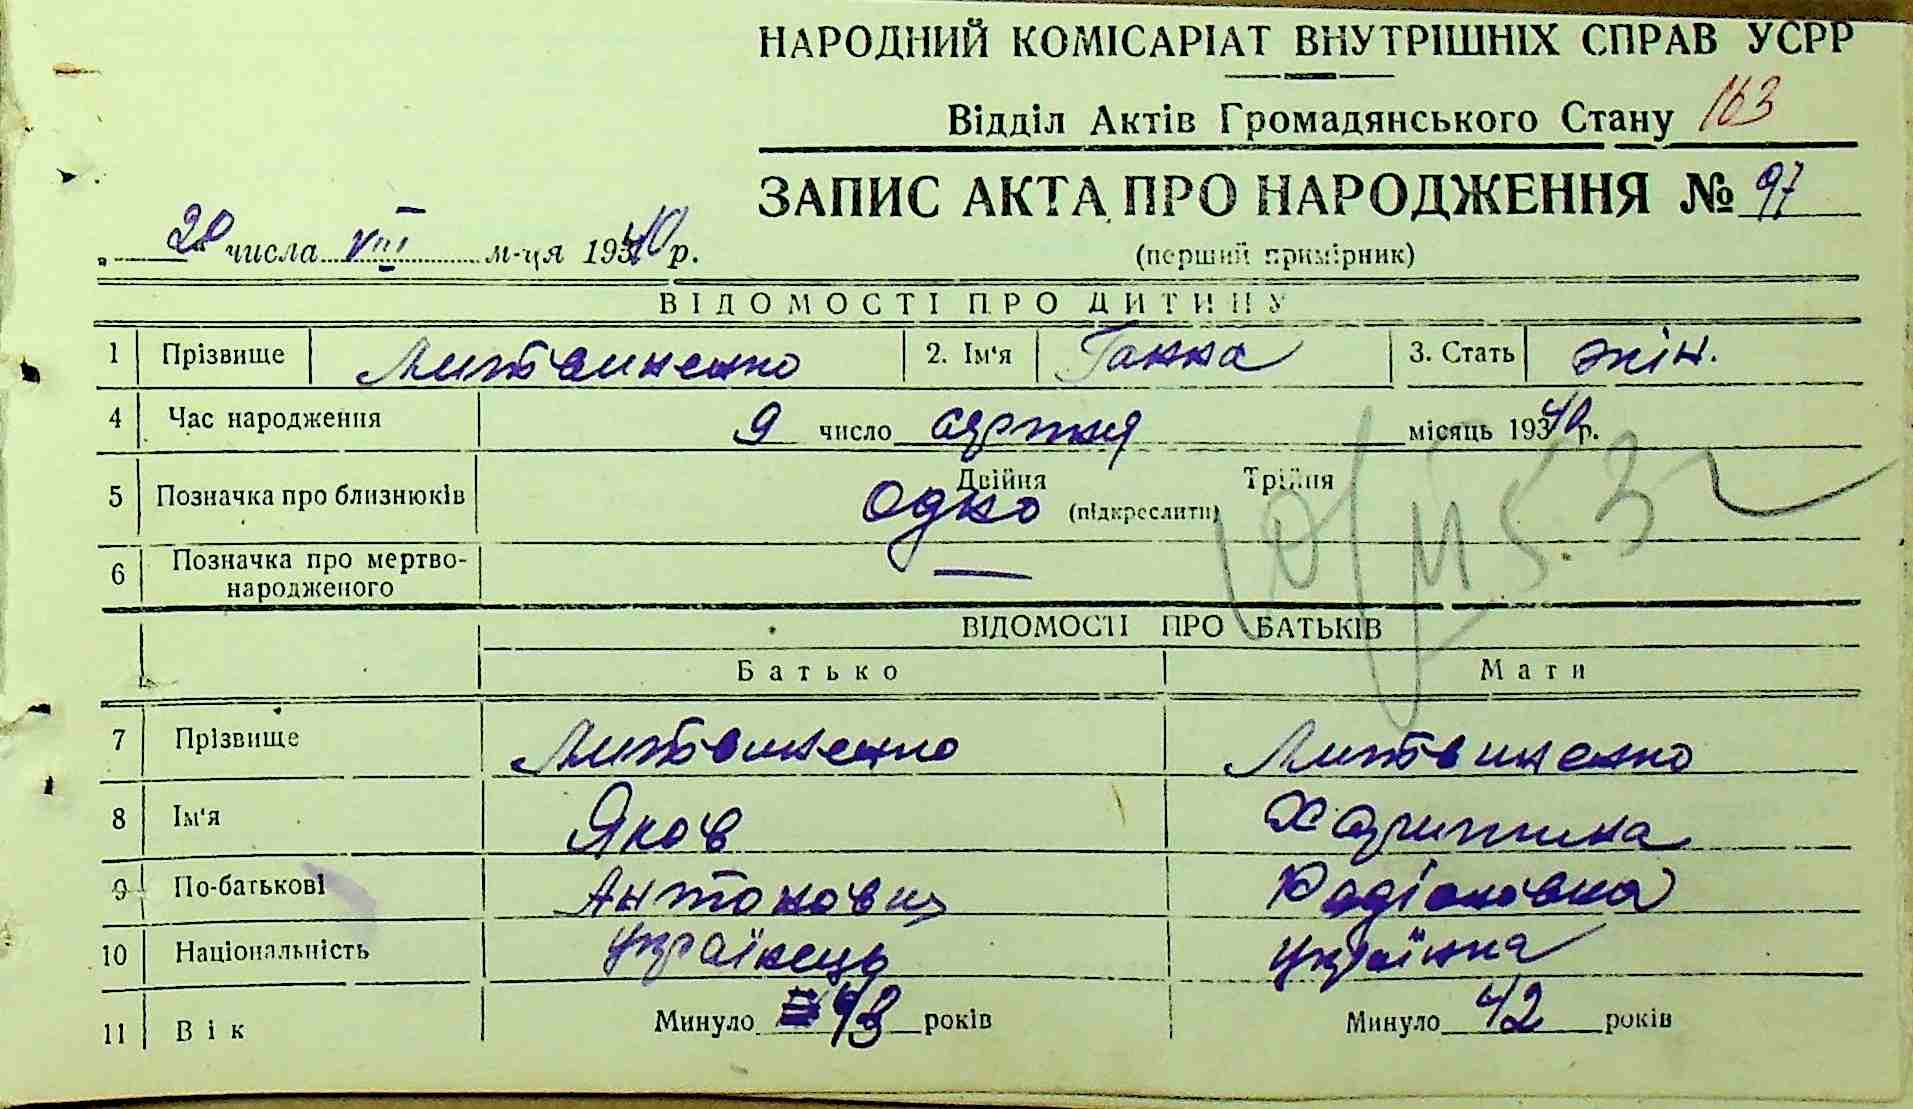 НАРОДНИЙ КОМІСАРІАТ ВНУТРІШНІХ СПРАВ УСРР
Відділ Актів Громадянського Стану 163
ЗАПИС АКТА ПРО НАРОДЖЕННЯ № 97
„ 20 " числа VIII м-ця 1940 р.
(перший примірник)
ВІДОМОСТІ ПРО ДИТИНУ
1 Прізвище Литвиненко 2. Ім'я Ганна 3. Стать жін.
4 Час народження 9 число серпня місяць 1940 р.
5 Позначка про близнюків Двійня Трійня
одно (підкреслити)
6 Позначка про мертво-
народженого —
ВІДОМОСТІ ПРО БАТЬКІВ
Батько Мати
7 Прізвище Литвиненко Литвиненко
8 Ім'я Яков Харитина
9 По-батькові Антонович Родіоновна
10 Національність українець українка
11 Вік Минуло 43 років Минуло 42 років